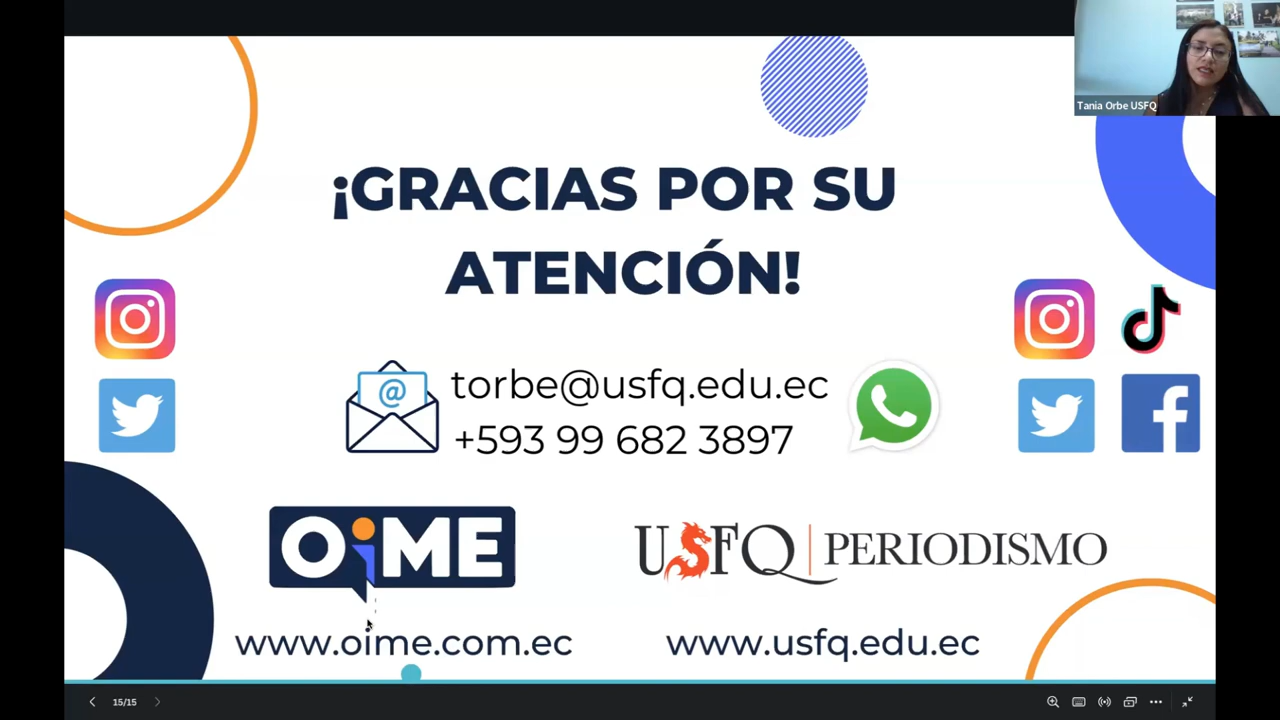 Tania Orbe USFQ
¡GRACIAS POR SU
ATENCIÓN!
@
torbe@usfq.edu.ec
+593 99 682 3897
OiME
USFQ | PERIODISMO
www.oime.com.ec
www.usfq.edu.ec
15/15